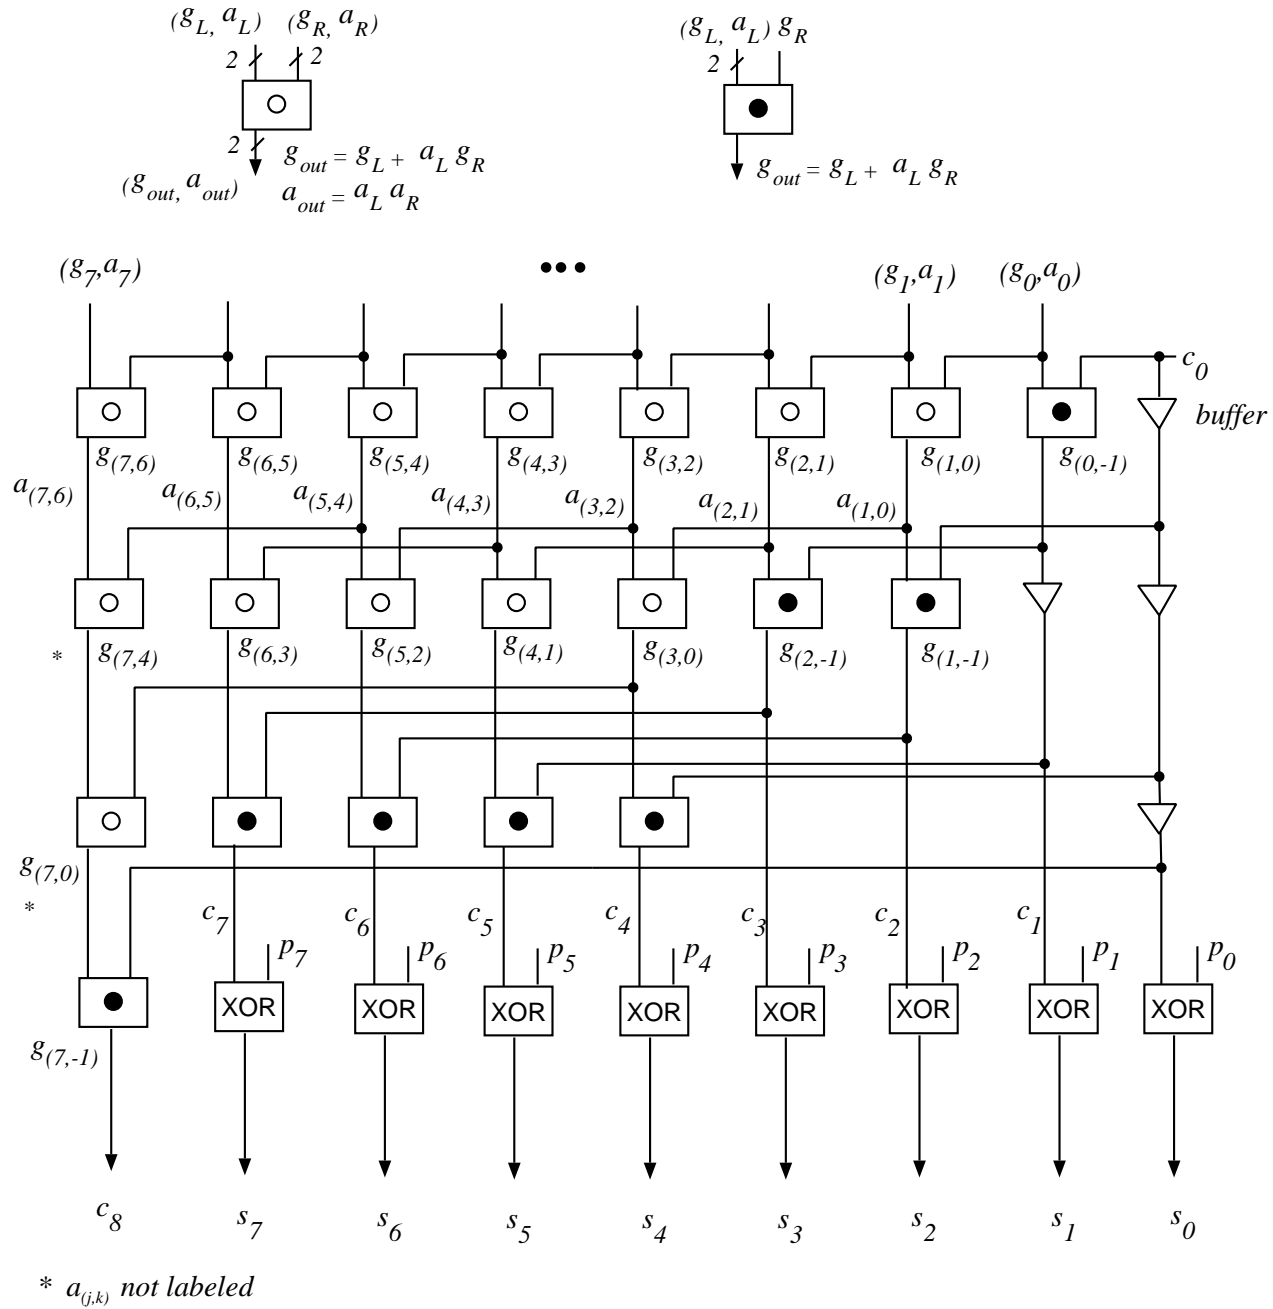 (g_L, a_L) (g_R, a_R)
2 2
2
g_out = g_L + a_L g_R
(g_out, a_out) a_out = a_L a_R
(g_L, a_L) g_R
2
g_out = g_L + a_L g_R
(g_7, a_7) ••• (g_1, a_1) (g_0, a_0)
c_0
buffer
g_(7,6) g_(6,5) g_(5,4) g_(4,3) g_(3,2) g_(2,1) g_(1,0) g_(0,-1)
a_(7,6) a_(6,5) a_(5,4) a_(4,3) a_(3,2) a_(2,1) a_(1,0)
* g_(7,4) g_(6,3) g_(5,2) g_(4,1) g_(3,0) g_(2,-1) g_(1,-1)
g_(7,0)
*
c_7 c_6 c_5 c_4 c_3 c_2 c_1
p_7 p_6 p_5 p_4 p_3 p_2 p_1 p_0
XOR XOR XOR XOR XOR XOR XOR XOR
g_(7,-1)
c_8 s_7 s_6 s_5 s_4 s_3 s_2 s_1 s_0
* a_(j,k) not labeled